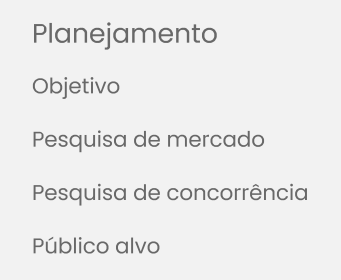 Planejamento
Objetivo
Pesquisa de mercado
Pesquisa de concorrência
Público alvo